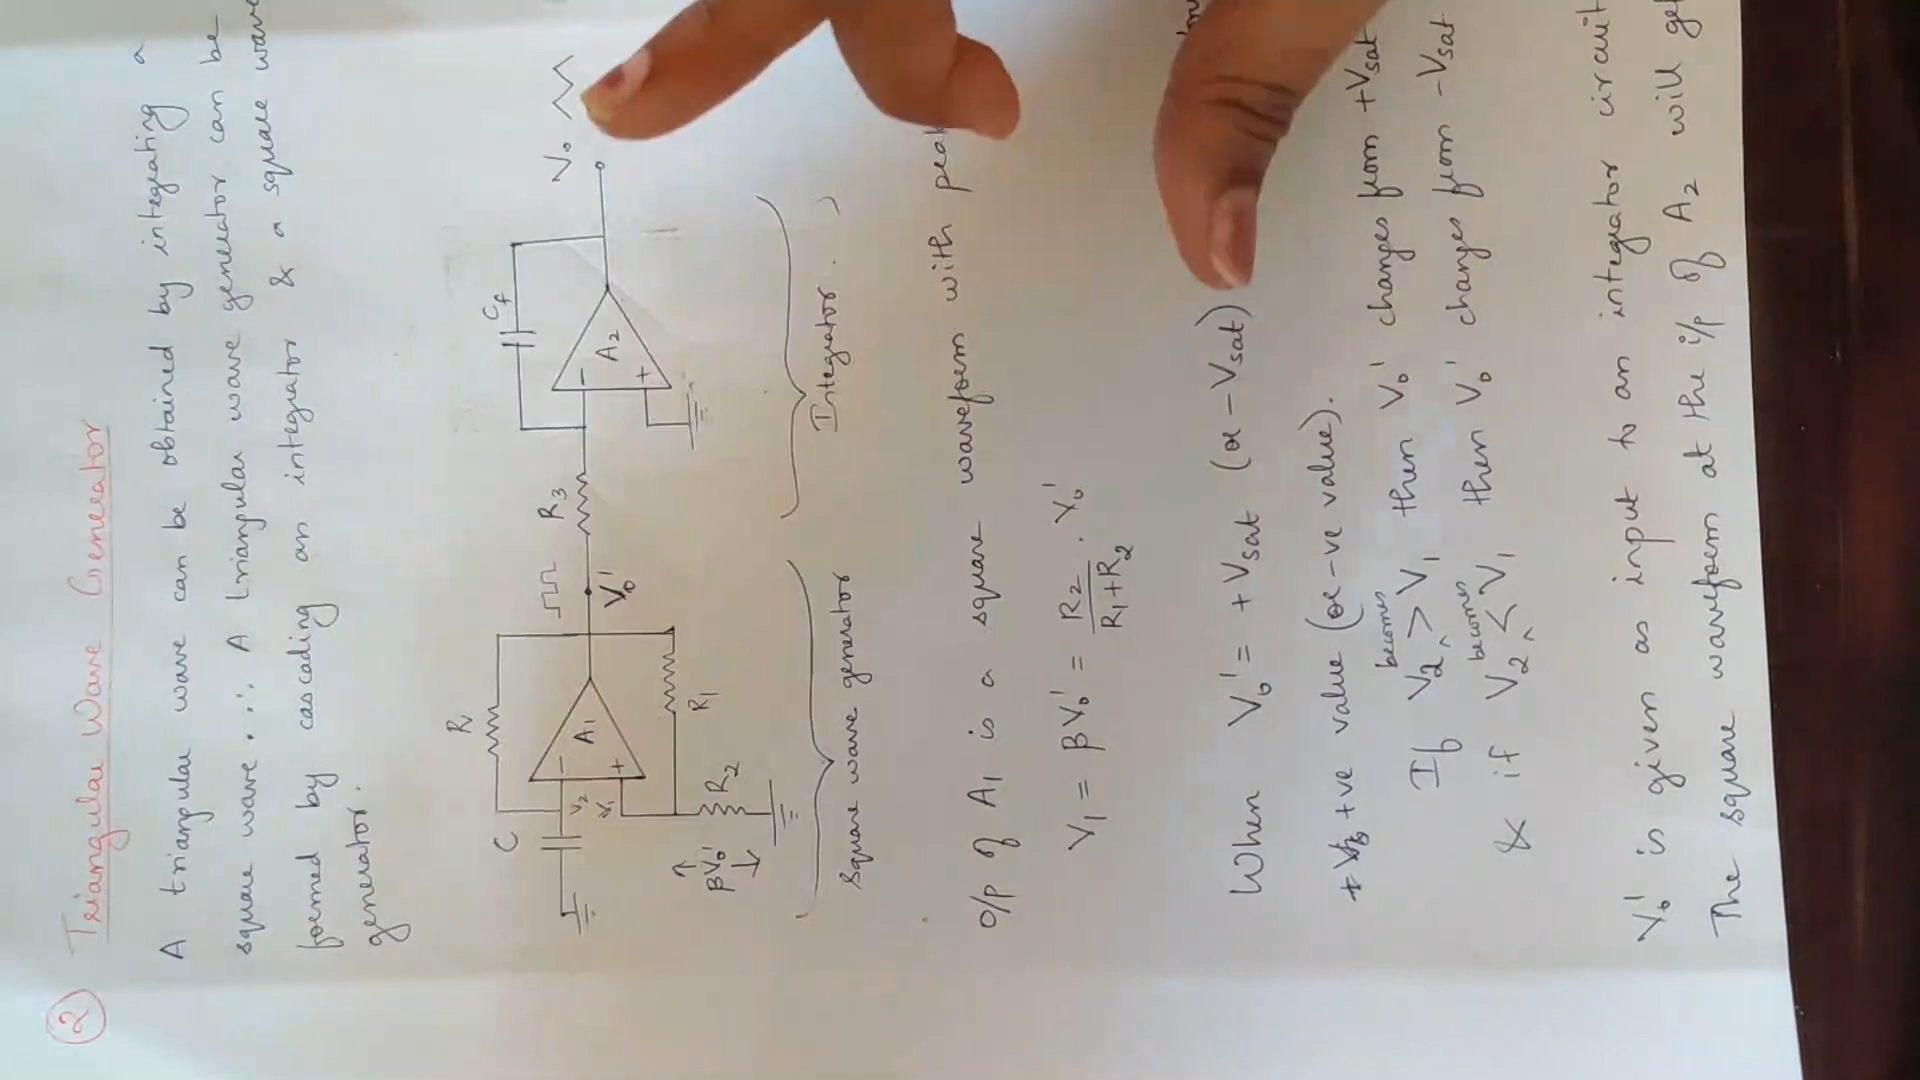 2 Triangular Wave Generator
A triangular wave can be obtained by integrating a
square wave. ∴ A triangular wave generator can be
formed by cascading an integrator & a square wave
generator.
R
C
A1
V2
V1
R1
R2
βVo'
Vo'
R3
Cf
A2
Vo
Square wave generator
Integrator.
O/P of A1 is a square waveform with peak
V1 = βVo' = R2/(R1+R2) . Vo'
When Vo' = +Vsat (or -Vsat)
+ve value (or -ve value).
If V2 becomes > V1 then Vo' changes from +Vsat
& if V2 becomes < V1 then Vo' changes from -Vsat
Vo' is given as input to an integrator circuit
The square waveform at the i/p of A2 will get